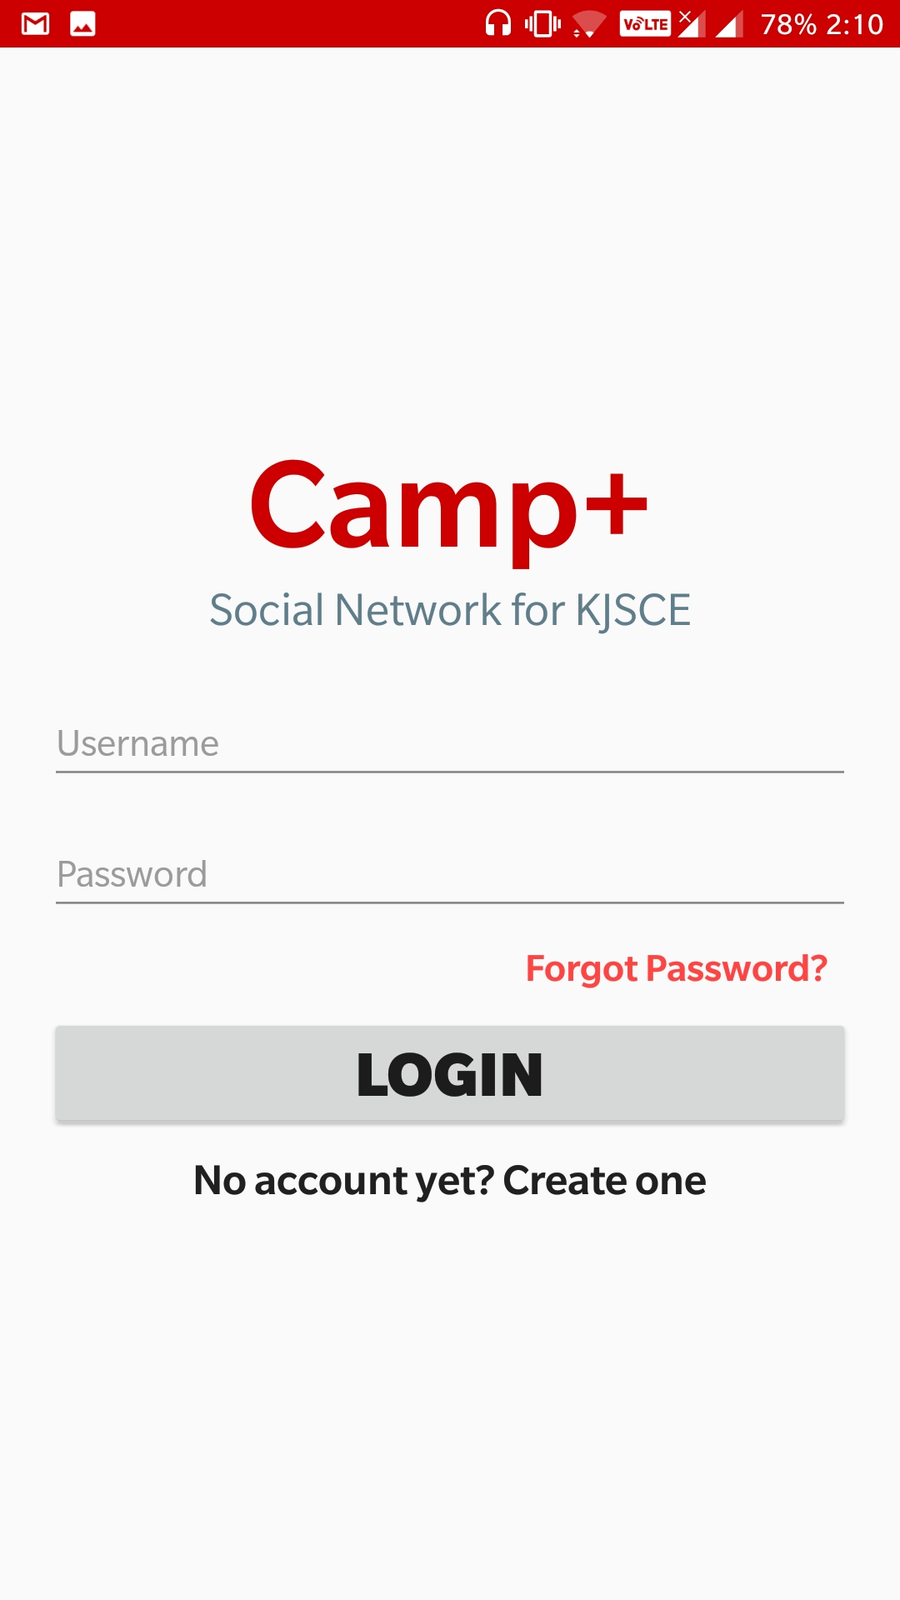 VoLTE 78% 2:10
Camp+
Social Network for KJSCE
Username
Password
Forgot Password?
LOGIN
No account yet? Create one